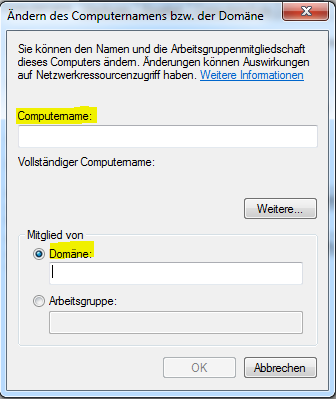 Ändern des Computernamens bzw. der Domäne
Sie können den Namen und die Arbeitsgruppenmitgliedschaft
dieses Computers ändern. Änderungen können Auswirkungen
auf Netzwerkressourcenzugriff haben. Weitere Informationen
Computername:
Vollständiger Computername:
Weitere...
Mitglied von
Domäne:
Arbeitsgruppe:
OK Abbrechen